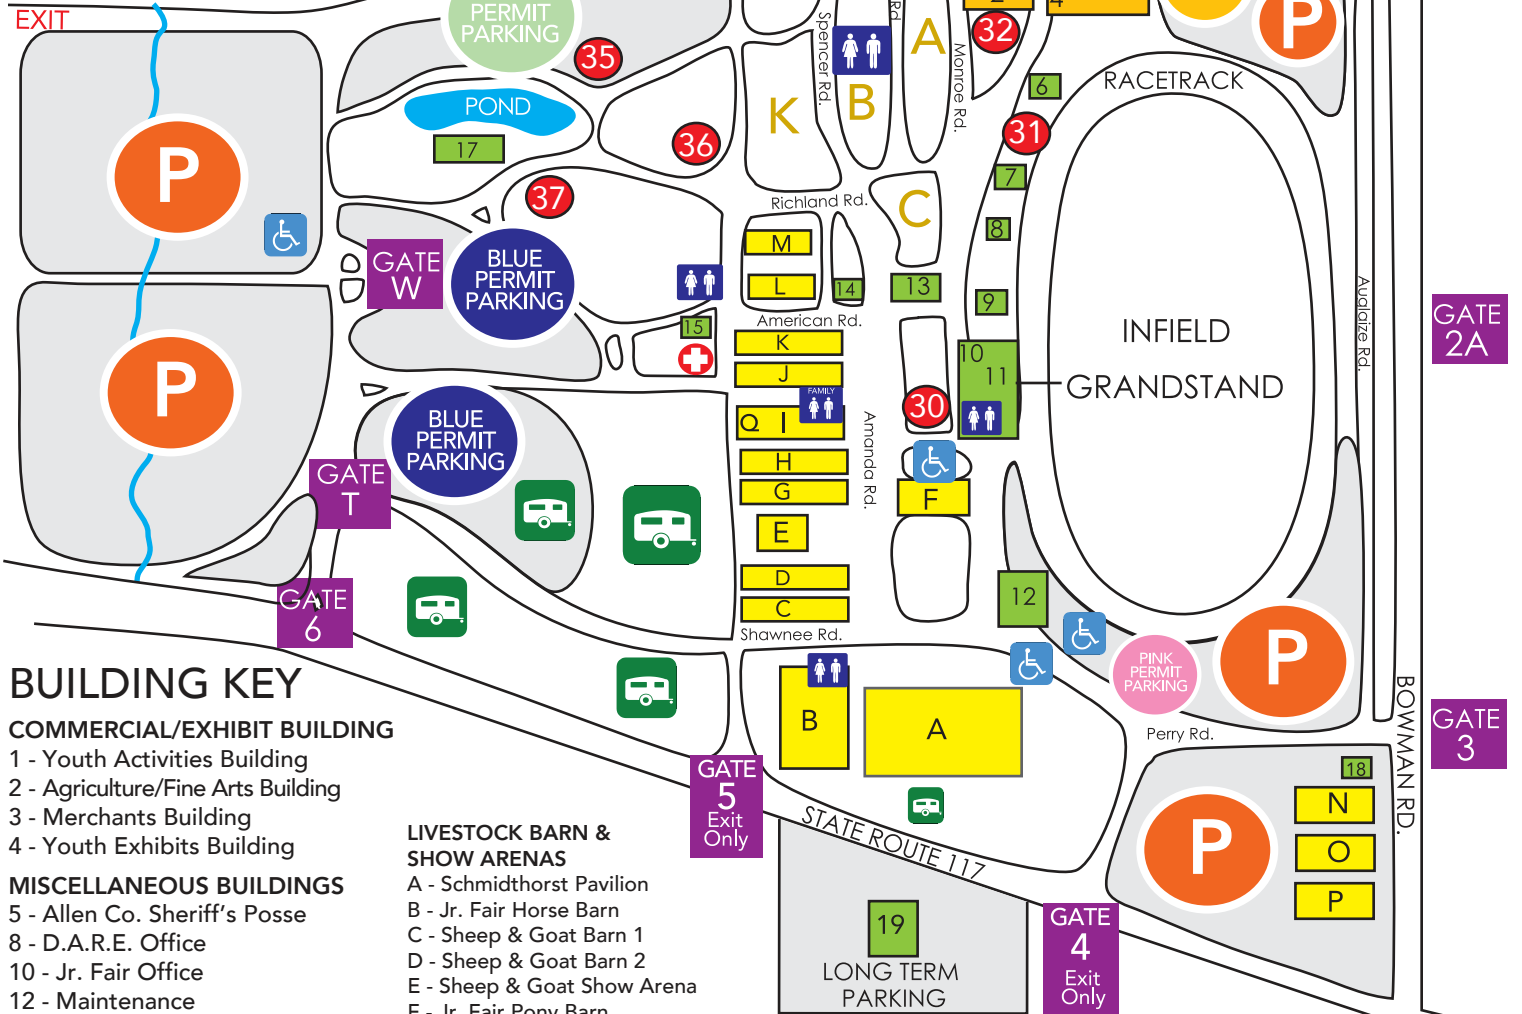 EXIT
PERMIT
PARKING
35
POND
17
36
37
P
GATE
W
BLUE
PERMIT
PARKING
P
BLUE
PERMIT
PARKING
GATE
T
GATE
6
Spencer Rd.
Rd
K
B
A
C
Monroe Rd.
32
4
P
6
31
7
8
9
RACETRACK
Richland Rd.
M
L
14
13
American Rd.
15
K
J
FAMILY
Q I
H
G
E
D
C
Shawnee Rd.
Amanda Rd.
30
10
11
F
INFIELD
GRANDSTAND
12
Auglaize Rd.
GATE
2A
PINK
PERMIT
PARKING
P
Perry Rd.
BOWMAN RD.
GATE
3
B
A
GATE
5
Exit
Only
STATE ROUTE 117
18
N
O
P
P
19
LONG TERM
PARKING
GATE
4
Exit
Only
BUILDING KEY
COMMERCIAL/EXHIBIT BUILDING
1 - Youth Activities Building
2 - Agriculture/Fine Arts Building
3 - Merchants Building
4 - Youth Exhibits Building
MISCELLANEOUS BUILDINGS
5 - Allen Co. Sheriff's Posse
8 - D.A.R.E. Office
10 - Jr. Fair Office
12 - Maintenance
LIVESTOCK BARN &
SHOW ARENAS
A - Schmidthorst Pavilion
B - Jr. Fair Horse Barn
C - Sheep & Goat Barn 1
D - Sheep & Goat Barn 2
E - Sheep & Goat Show Arena
F - Jr. Fair Pony Barn